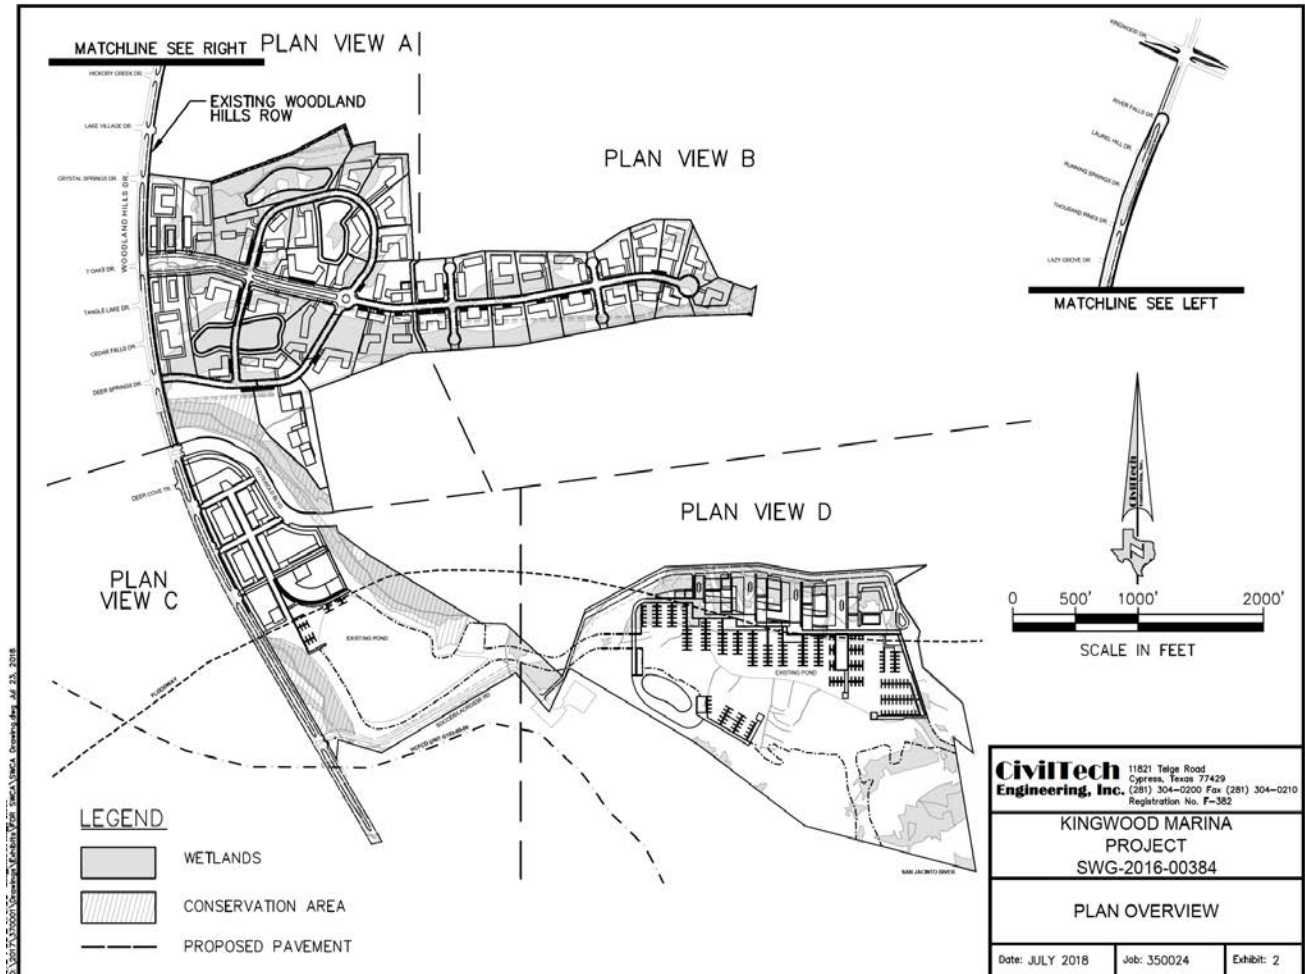 MATCHLINE SEE RIGHT
PLAN VIEW A
HICKORY CREEK DR.
EXISTING WOODLAND
HILLS ROW
LAKE VILLAGE DR.
CRYSTAL SPRINGS DR.
WOODLAND HILLS DR.
7 OAKS DR.
TANGLE LAKE DR.
CEDAR FALLS DR.
DEER SPRINGS DR.
PLAN VIEW B
KINGWOOD DR.
RIVER FALLS DR.
LAUREL HILL DR.
RUNNING SPRINGS DR.
THOUSAND PINES DR.
LAZY GROVE DR.
MATCHLINE SEE LEFT
DEER COVE TR.
PLAN
VIEW C
EXISTING POND
FLOODWAY
PLAN VIEW D
EXISTING POND
SAN JACINTO RIVER
CivilTech
Engineering, Inc.
0 500' 1000' 2000'
SCALE IN FEET
LEGEND
WETLANDS
CONSERVATION AREA
PROPOSED PAVEMENT
CivilTech
Engineering, Inc.
11821 Telge Road
Cypress, Texas 77429
(281) 304-0200 Fax (281) 304-0210
Registration No. F-382
KINGWOOD MARINA
PROJECT
SWG-2016-00384
PLAN OVERVIEW
Date: JULY 2018
Job: 350024
Exhibit: 2